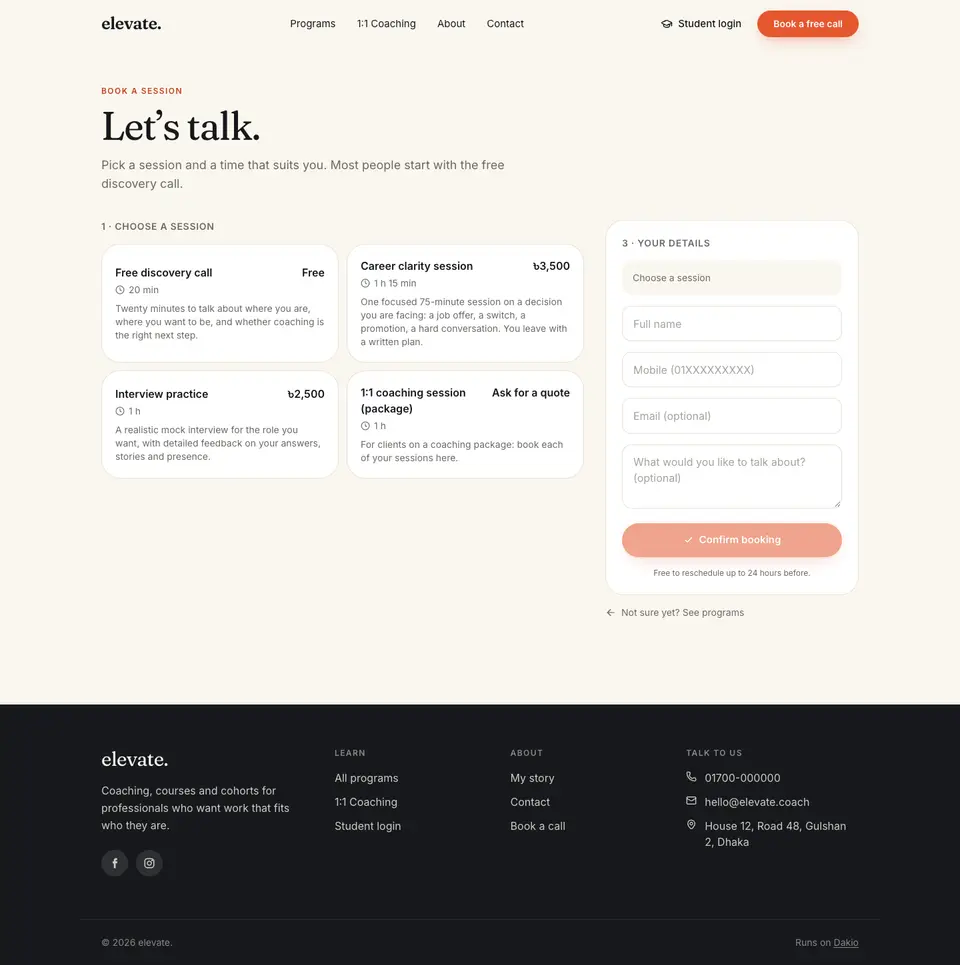 elevate.
Programs
1:1 Coaching
About
Contact
Student login
Book a free call
BOOK A SESSION
Let’s talk.
Pick a session and a time that suits you. Most people start with the free
discovery call.
1 · CHOOSE A SESSION
Free discovery call
Free
20 min
Twenty minutes to talk about where you are,
where you want to be, and whether coaching is
the right next step.
Career clarity session
৳3,500
1 h 15 min
One focused 75-minute session on a decision
you are facing: a job offer, a switch, a
promotion, a hard conversation. You leave with
a written plan.
Interview practice
৳2,500
1 h
A realistic mock interview for the role you
want, with detailed feedback on your answers,
stories and presence.
1:1 coaching session
(package)
Ask for a quote
1 h
For clients on a coaching package: book each
of your sessions here.
3 · YOUR DETAILS
Choose a session
Full name
Mobile (01XXXXXXXXX)
Email (optional)
What would you like to talk about?
(optional)
Confirm booking
Free to reschedule up to 24 hours before.
Not sure yet? See programs
elevate.
Coaching, courses and cohorts for
professionals who want work that fits
who they are.
LEARN
All programs
1:1 Coaching
Student login
ABOUT
My story
Contact
Book a call
TALK TO US
01700-000000
hello@elevate.coach
House 12, Road 48, Gulshan
2, Dhaka
© 2026 elevate.
Runs on Dakio